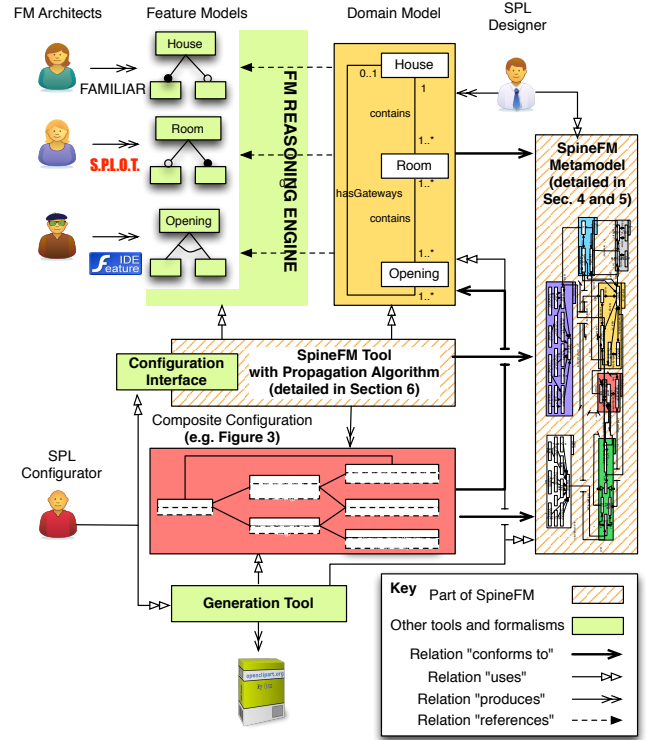 FM Architects
Feature Models
Domain Model
SPL
Designer
House
FAMILIAR
Room
S.P.L.O.T.
Opening
IDE
feature
FM REASONING ENGINE
0..
House
0..1
1
contains
1..*
Room
1..*
hasGateways
contains
1..*
Opening
1..*
SpineFM
Metamodel
(detailed in
Sec. 4 and 5)
Configuration
Interface
SpineFM Tool
with Propagation Algorithm
(detailed in Section 6)
Composite Configuration
(e.g. Figure 3)
SPL
Configurator
Generation Tool
openclipart.org
Key
Part of SpineFM
Other tools and formalisms
Relation "conforms to"
Relation "uses"
Relation "produces"
Relation "references"